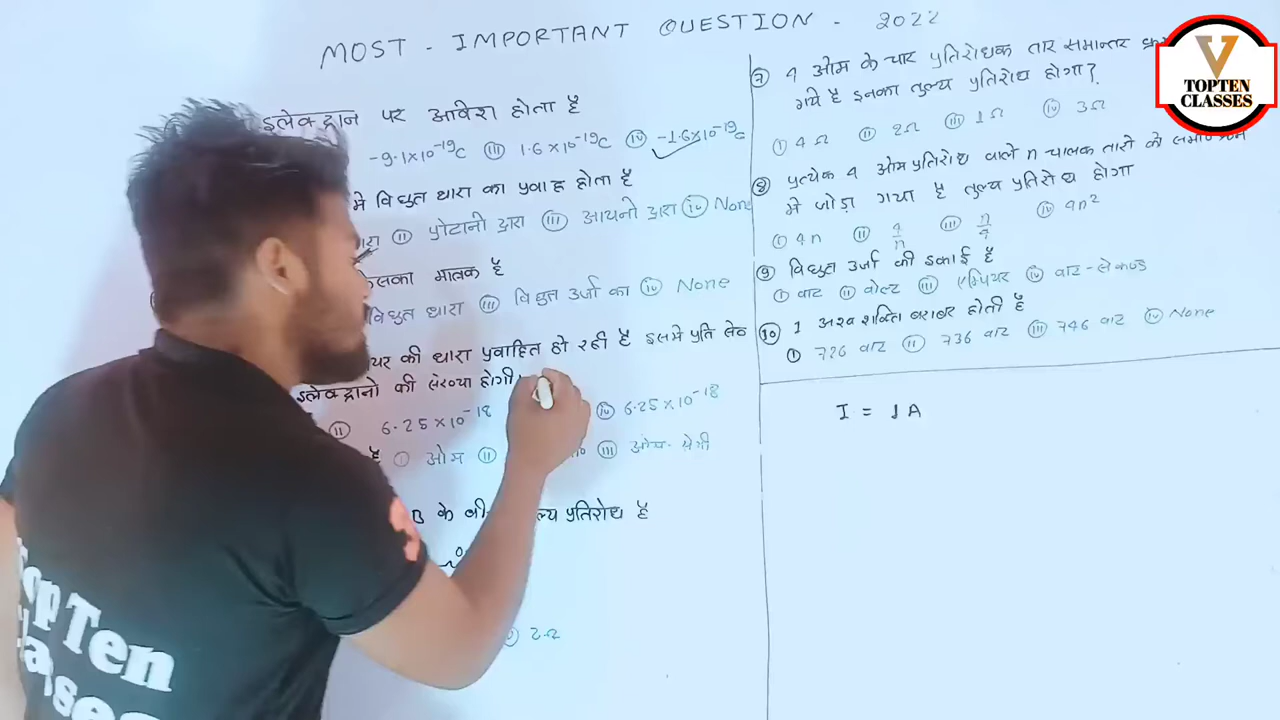 MOST - IMPORTANT QUESTION - 2022
इलेक्ट्रान पर आवेश होता है
-9.1×10⁻¹⁹C (iii) 1.6×10⁻¹⁹C (iv) -1.6×10⁻¹⁹C
मे विधुत धारा का प्रवाह होता है
द्वारा (ii) प्रोटानो द्वारा (iii) आयनो द्वारा (iv) None
मात्रक है
विधुत धारा (iii) विधुत उर्जा का (iv) None
की धारा प्रवाहित हो रही है इसमे प्रति
इलेक्ट्रानो की संख्या होगी
(ii) 6.25×10⁻¹⁸ (iv) 6.25×10⁻¹⁸
है (i) ओम (ii) (iii)
B के प्रतिरोध है
2Ω
(7) 4 ओम के चार प्रतिरोधक तार समान्तर
गये है इनका तुल्य प्रतिरोध होगा?
(i) 4Ω (ii) 2Ω (iii) 1Ω (iv) 3Ω
(8) प्रत्येक 4 ओम प्रतिरोध वाले n चालक तारो को
मे जोड़ा गया है तुल्य प्रतिरोध होगा
(i) 4n (ii) 4/n (iii) n/4 (iv) 4n²
(9) विधुत उर्जा की इकाई है
(i) वाट (ii) वोल्ट (iii) एम्पियर (iv) वाट-सेकण्ड
(10) 1 अश्व शक्ति बराबर होती है
(i) 726 वाट (ii) 736 वाट (iii) 746 वाट (iv) None
I = 1A
V
TOPTEN
CLASSES
Top Ten